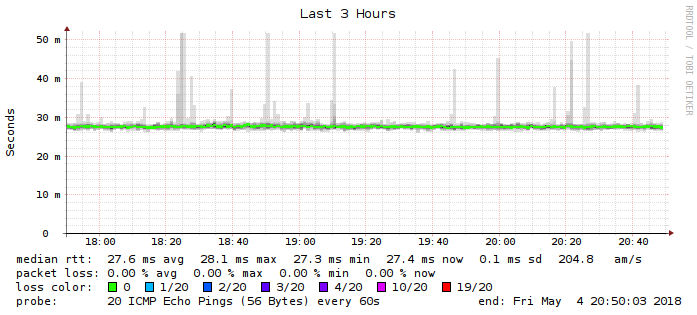 Last 3 Hours
RRDTOOL / TOBI OETIKER
Seconds
50 m
40 m
30 m
20 m
10 m
0
18:00 18:20 18:40 19:00 19:20 19:40 20:00 20:20 20:40
median rtt: 27.6 ms avg 28.1 ms max 27.3 ms min 27.4 ms now 0.1 ms sd 204.8 am/s
packet loss: 0.00 % avg 0.00 % max 0.00 % min 0.00 % now
loss color: 0 1/20 2/20 3/20 4/20 10/20 19/20
probe: 20 ICMP Echo Pings (56 Bytes) every 60s end: Fri May 4 20:50:03 2018